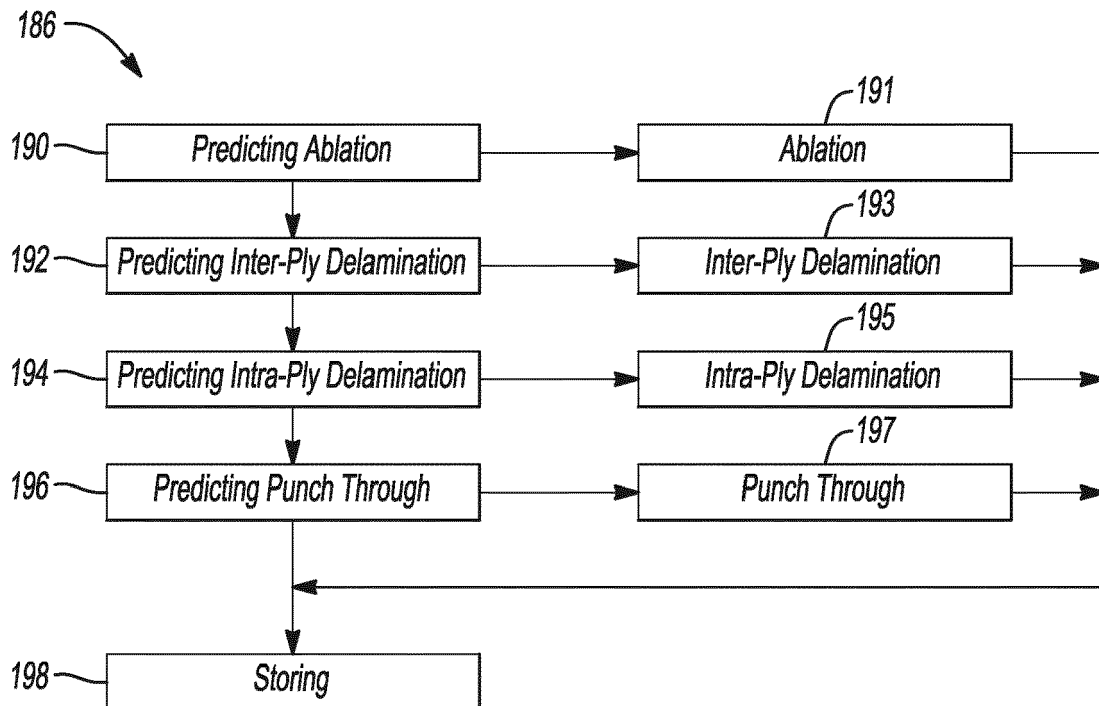 186
191
190
Predicting Ablation
Ablation
193
192
Predicting Inter-Ply Delamination
Inter-Ply Delamination
195
194
Predicting Intra-Ply Delamination
Intra-Ply Delamination
197
196
Predicting Punch Through
Punch Through
198
Storing